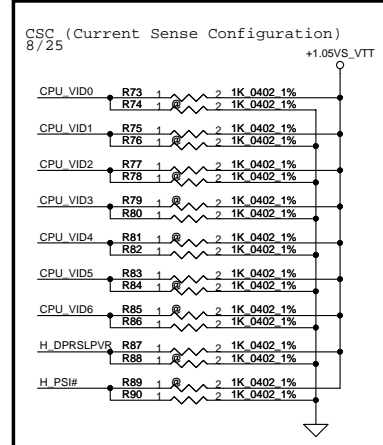 CSC (Current Sense Configuration)
8/25
+1.05VS_VTT
CPU_VID0 R73 1 2 1K_0402_1%
R74 1 @ 2 1K_0402_1%
CPU_VID1 R75 1 2 1K_0402_1%
R76 1 @ 2 1K_0402_1%
CPU_VID2 R77 1 2 1K_0402_1%
R78 1 @ 2 1K_0402_1%
CPU_VID3 R79 1 @ 2 1K_0402_1%
R80 1 2 1K_0402_1%
CPU_VID4 R81 1 @ 2 1K_0402_1%
R82 1 2 1K_0402_1%
CPU_VID5 R83 1 2 1K_0402_1%
R84 1 @ 2 1K_0402_1%
CPU_VID6 R85 1 @ 2 1K_0402_1%
R86 1 2 1K_0402_1%
H_DPRSLPVR R87 1 2 1K_0402_1%
R88 1 @ 2 1K_0402_1%
H_PSI# R89 1 @ 2 1K_0402_1%
R90 1 2 1K_0402_1%